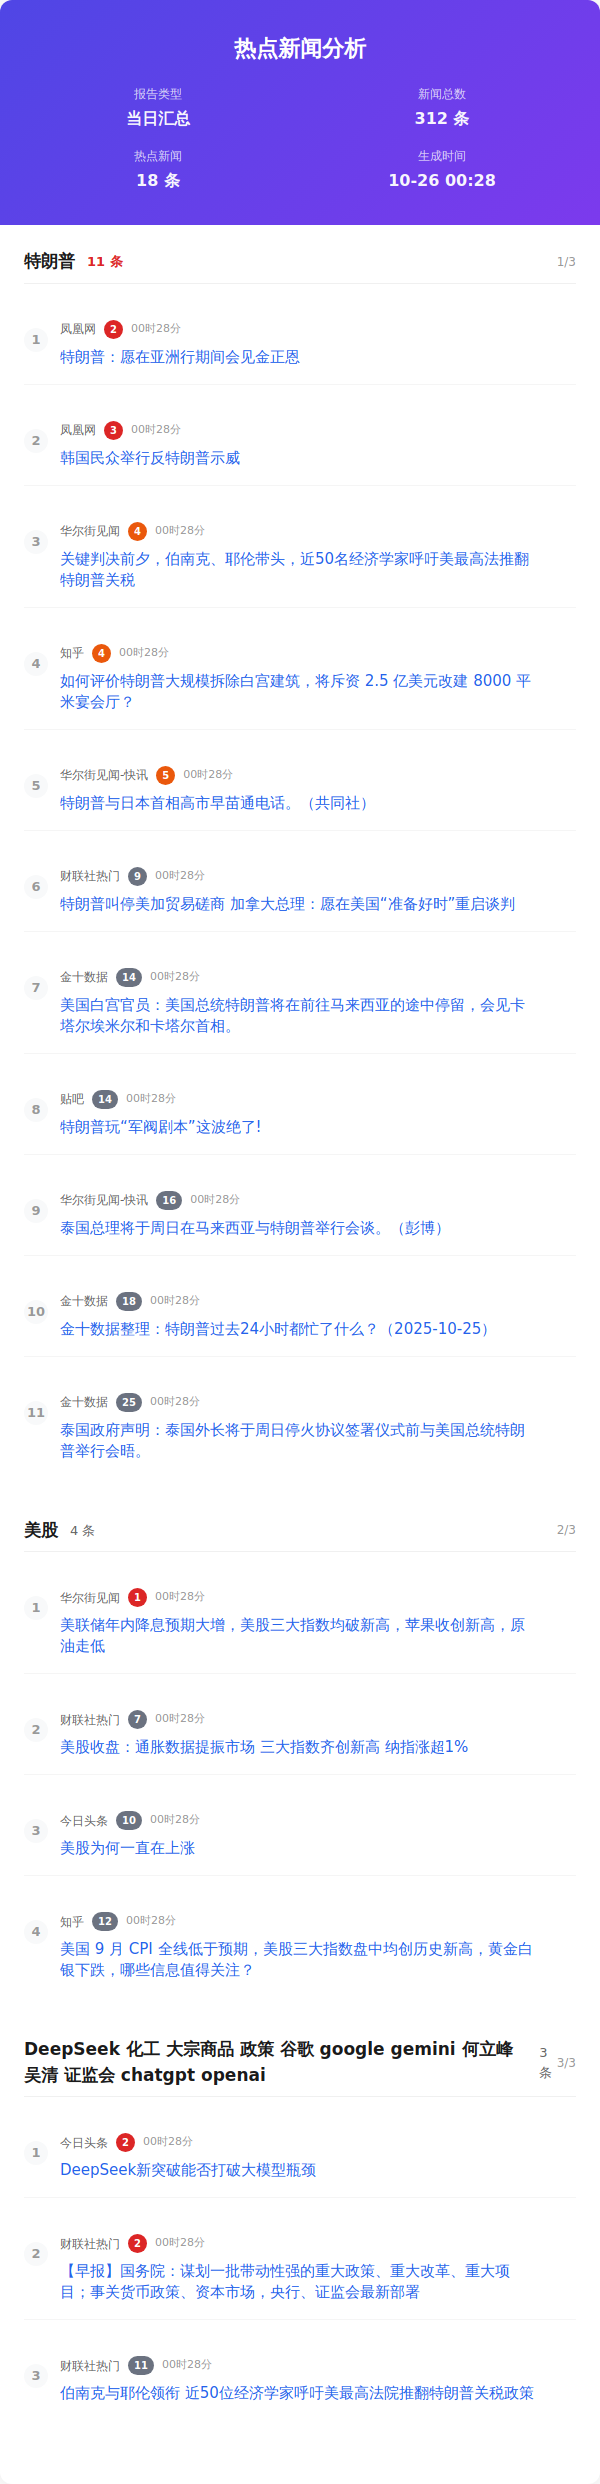 热点新闻分析
报告类型
新闻总数
当日汇总
312 条
热点新闻
生成时间
18 条
10-26 00:28
特朗普 11 条 1/3
1
凤凰网 2 00时28分
特朗普：愿在亚洲行期间会见金正恩
2
凤凰网 3 00时28分
韩国民众举行反特朗普示威
3
华尔街见闻 4 00时28分
关键判决前夕，伯南克、耶伦带头，近50名经济学家呼吁美最高法推翻
特朗普关税
4
知乎 4 00时28分
如何评价特朗普大规模拆除白宫建筑，将斥资 2.5 亿美元改建 8000 平
米宴会厅？
5
华尔街见闻-快讯 5 00时28分
特朗普与日本首相高市早苗通电话。（共同社）
6
财联社热门 9 00时28分
特朗普叫停美加贸易磋商 加拿大总理：愿在美国“准备好时”重启谈判
7
金十数据 14 00时28分
美国白宫官员：美国总统特朗普将在前往马来西亚的途中停留，会见卡
塔尔埃米尔和卡塔尔首相。
8
贴吧 14 00时28分
特朗普玩“军阀剧本”这波绝了!
9
华尔街见闻-快讯 16 00时28分
泰国总理将于周日在马来西亚与特朗普举行会谈。（彭博）
10
金十数据 18 00时28分
金十数据整理：特朗普过去24小时都忙了什么？（2025-10-25）
11
金十数据 25 00时28分
泰国政府声明：泰国外长将于周日停火协议签署仪式前与美国总统特朗
普举行会晤。
美股 4 条 2/3
1
华尔街见闻 1 00时28分
美联储年内降息预期大增，美股三大指数均破新高，苹果收创新高，原
油走低
2
财联社热门 7 00时28分
美股收盘：通胀数据提振市场 三大指数齐创新高 纳指涨超1%
3
今日头条 10 00时28分
美股为何一直在上涨
4
知乎 12 00时28分
美国 9 月 CPI 全线低于预期，美股三大指数盘中均创历史新高，黄金白
银下跌，哪些信息值得关注？
DeepSeek 化工 大宗商品 政策 谷歌 google gemini 何立峰
吴清 证监会 chatgpt openai
3
条
3/3
1
今日头条 2 00时28分
DeepSeek新突破能否打破大模型瓶颈
2
财联社热门 2 00时28分
【早报】国务院：谋划一批带动性强的重大政策、重大改革、重大项
目；事关货币政策、资本市场，央行、证监会最新部署
3
财联社热门 11 00时28分
伯南克与耶伦领衔 近50位经济学家呼吁美最高法院推翻特朗普关税政策